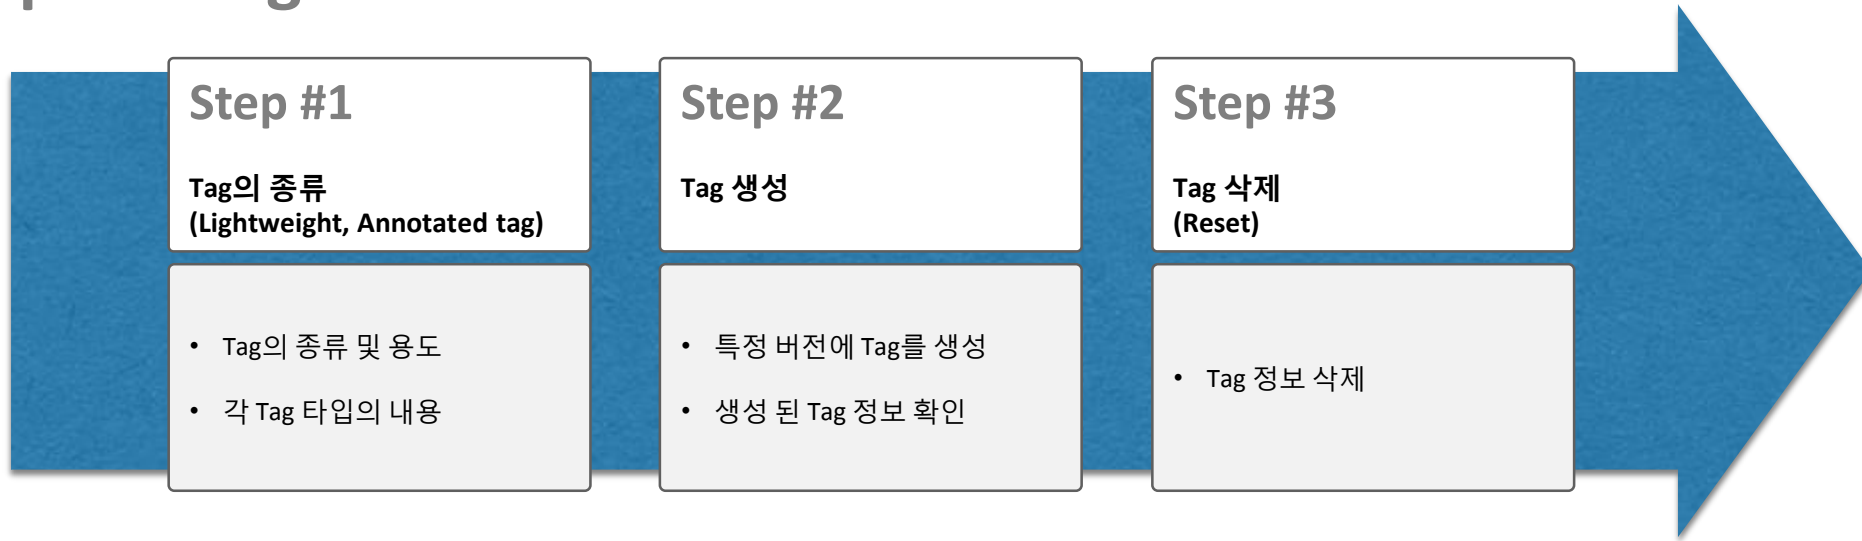 Step #1
Tag의 종류
(Lightweight, Annotated tag)
• Tag의 종류 및 용도
• 각 Tag 타입의 내용
Step #2
Tag 생성
• 특정 버전에 Tag를 생성
• 생성 된 Tag 정보 확인
Step #3
Tag 삭제
(Reset)
• Tag 정보 삭제